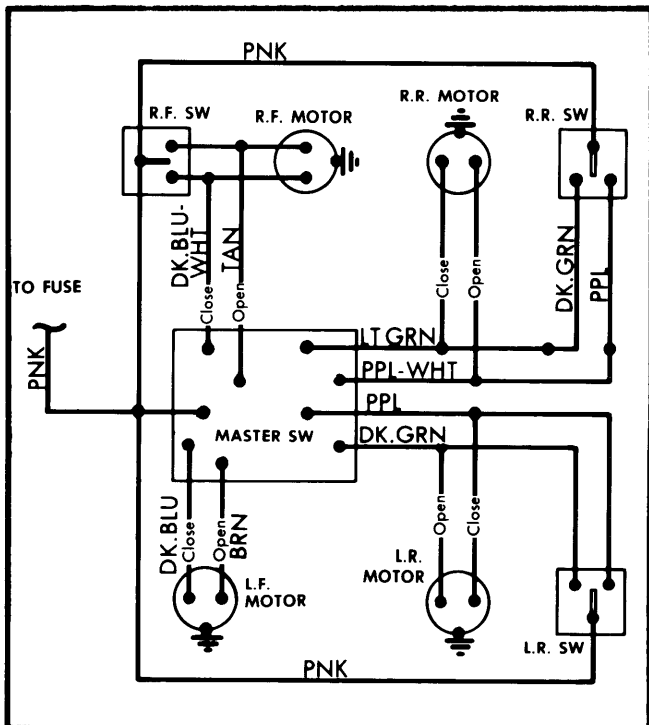 PNK
R.F. SW
R.F. MOTOR
R.R. MOTOR
R.R. SW
DK.BLU-
WHT
TAN
Close
Open
Close
Open
DK.GRN
PPL
TO FUSE
PNK
LT GRN
PPL-WHT
PPL
DK.GRN
MASTER SW
DK.BLU
Close
Open
BRN
Open
Close
L.F.
MOTOR
L.R.
MOTOR
L.R. SW
PNK